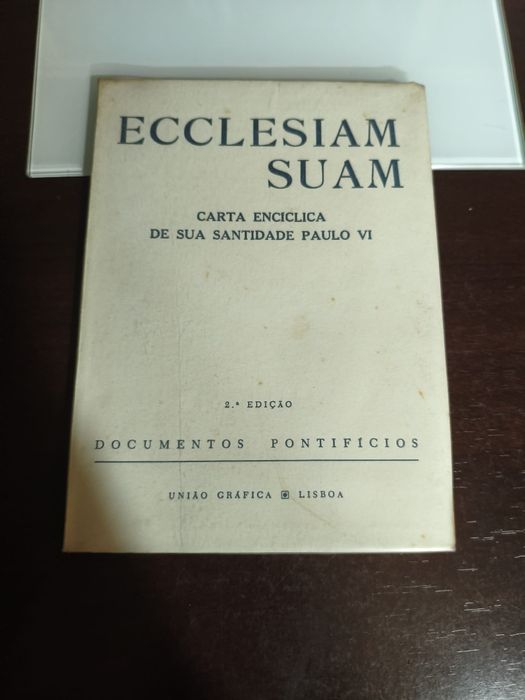 ECCLESIAM
SUAM
CARTA ENCICLICA
DE SUA SANTIDADE PAULO VI
2.ª EDIÇÃO
DOCUMENTOS PONTIFÍCIOS
UNIÃO GRÁFICA LISBOA